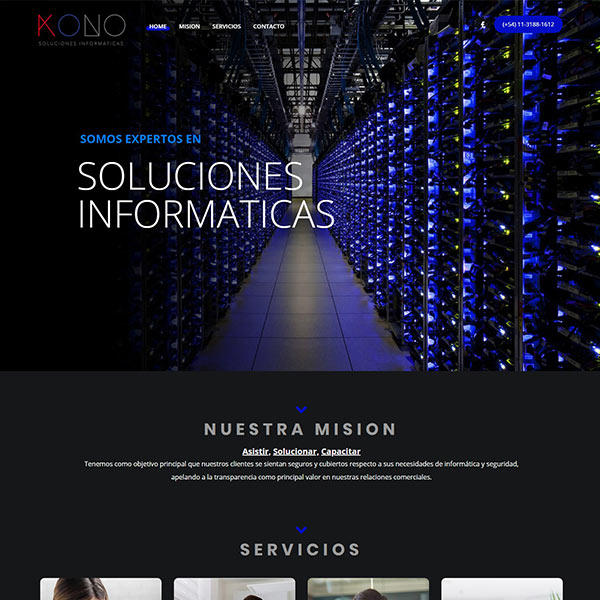 KONO
SOLUCIONES INFORMATICAS
HOME MISION SERVICIOS CONTACTO
(+54) 11-3188-1612
SOMOS EXPERTOS EN
SOLUCIONES
INFORMATICAS
NUESTRA MISION
Asistir, Solucionar, Capacitar
Tenemos como objetivo principal que nuestros clientes se sientan seguros y cubiertos respecto a sus necesidades de informática y seguridad,
apelando a la transparencia como principal valor en nuestras relaciones comerciales.
SERVICIOS